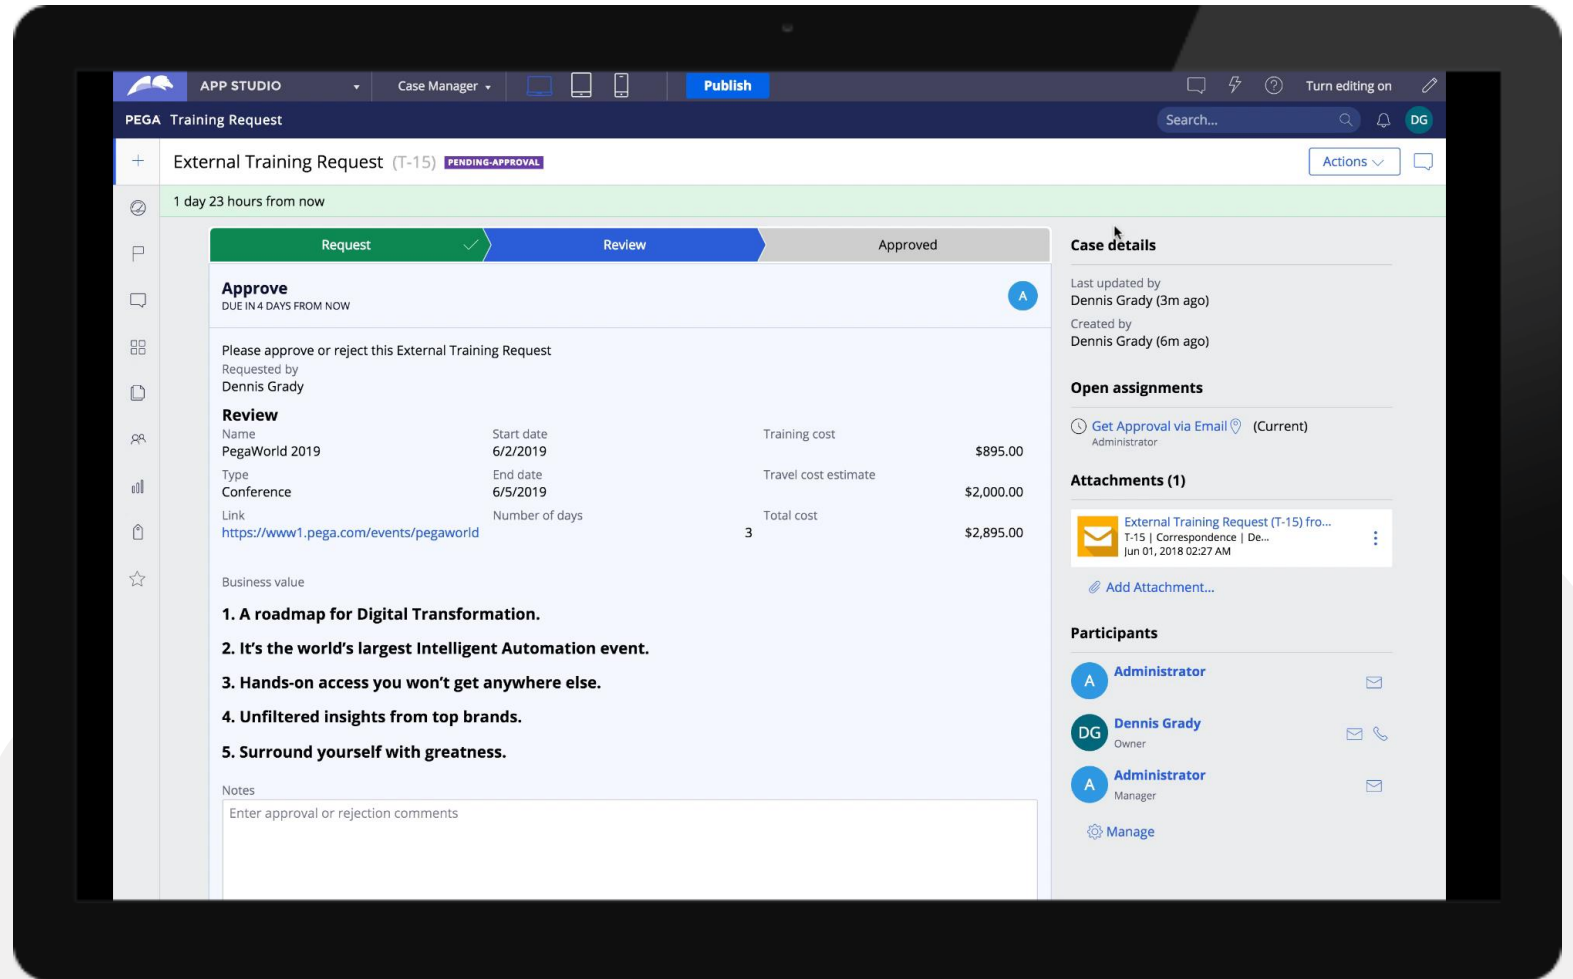 APP STUDIO
Case Manager
Publish
Turn editing on
PEGA Training Request
Search...
DG
External Training Request (T-15) PENDING-APPROVAL
Actions
1 day 23 hours from now
Request
Review
Approved
Approve
DUE IN 4 DAYS FROM NOW
A
Please approve or reject this External Training Request
Requested by
Dennis Grady
Review
Name
PegaWorld 2019
Start date
6/2/2019
Training cost
$895.00
Type
Conference
End date
6/5/2019
Travel cost estimate
$2,000.00
Link
https://www1.pega.com/events/pegaworld
Number of days
3
Total cost
$2,895.00
Business value
1. A roadmap for Digital Transformation.
2. It’s the world’s largest Intelligent Automation event.
3. Hands-on access you won’t get anywhere else.
4. Unfiltered insights from top brands.
5. Surround yourself with greatness.
Notes
Enter approval or rejection comments
Case details
Last updated by
Dennis Grady (3m ago)
Created by
Dennis Grady (6m ago)
Open assignments
Get Approval via Email (Current)
Administrator
Attachments (1)
External Training Request (T-15) fro...
T-15 | Correspondence | De...
Jun 01, 2018 02:27 AM
Add Attachment...
Participants
A
Administrator
DG
Dennis Grady
Owner
A
Administrator
Manager
Manage